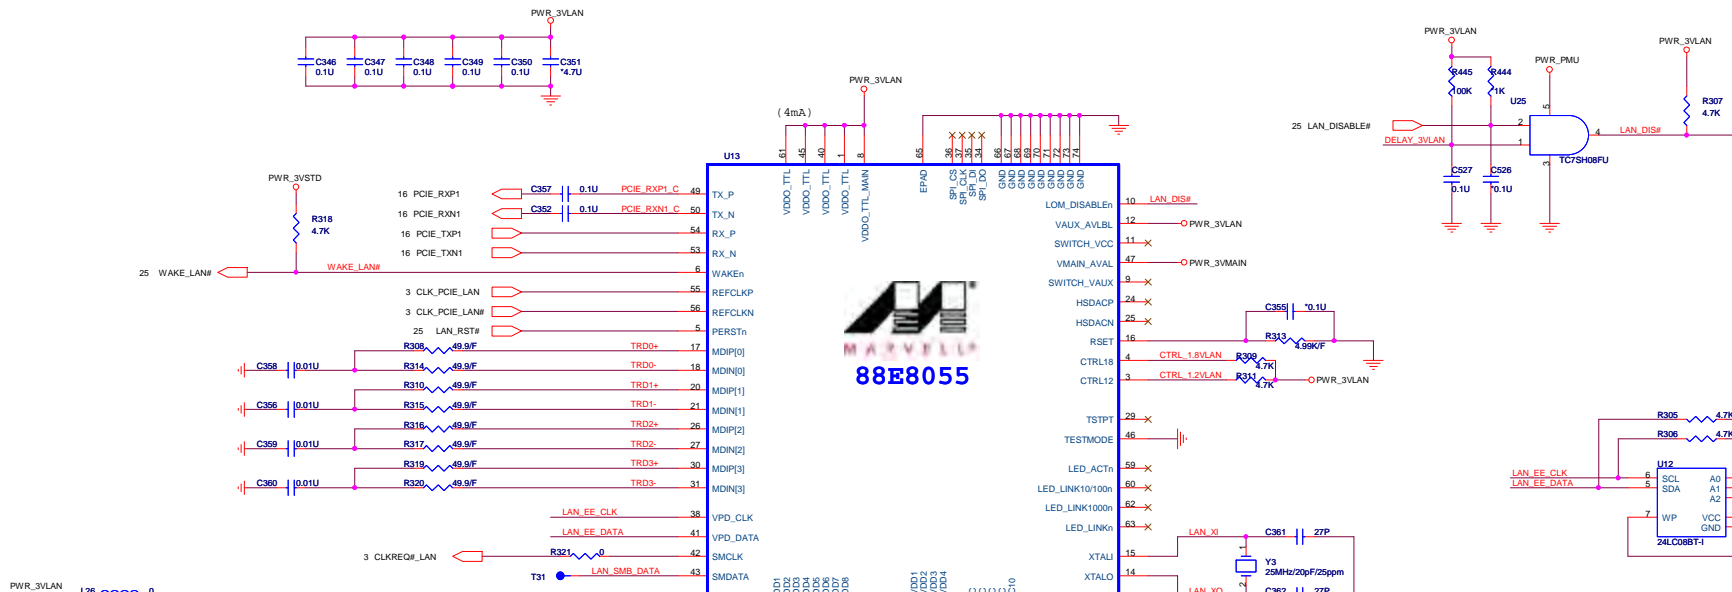 PWR_3VLAN
C346 0.1U
C347 0.1U
C348 0.1U
C349 0.1U
C350 0.1U
C351 *4.7U
PWR_3VLAN
(4mA)
U13
61 45 40 1 8 65 36 37 35 34 66 67 68 69 70 71 72 73 74
VDDO_TTL
VDDO_TTL
VDDO_TTL
VDDO_TTL
VDDO_TTL_MAIN
EPAD
SPI_CS
SPI_CLK
SPI_DI
SPI_DO
GND GND GND GND GND GND GND GND GND
PWR_3VSTD
R318
4.7K
16 PCIE_RXP1 C357 0.1U PCIE_RXP1_C 49 TX_P
16 PCIE_RXN1 C352 0.1U PCIE_RXN1_C 50 TX_N
16 PCIE_TXP1 54 RX_P
16 PCIE_TXN1 53 RX_N
25 WAKE_LAN# WAKE_LAN# 6 WAKEn
3 CLK_PCIE_LAN 55 REFCLKP
3 CLK_PCIE_LAN# 56 REFCLKN
25 LAN_RST# 5 PERSTn
R308 49.9/F TRD0+ 17 MDIP[0]
C358 0.01U R314 49.9/F TRD0- 18 MDIN[0]
R310 49.9/F TRD1+ 20 MDIP[1]
C356 0.01U R315 49.9/F TRD1- 21 MDIN[1]
R316 49.9/F TRD2+ 26 MDIP[2]
C359 0.01U R317 49.9/F TRD2- 27 MDIN[2]
R319 49.9/F TRD3+ 30 MDIP[3]
C360 0.01U R320 49.9/F TRD3- 31 MDIN[3]
LAN_EE_CLK 38 VPD_CLK
LAN_EE_DATA 41 VPD_DATA
3 CLKREQ#_LAN R321 0 42 SMCLK
T31 LAN_SMB_DATA 43 SMDATA
PWR_3VLAN
MARVELL
88E8055
LOM_DISABLEn 10 LAN_DIS#
VAUX_AVLBL 12 PWR_3VLAN
SWITCH_VCC 11
VMAIN_AVAL 47 PWR_3VMAIN
SWITCH_VAUX 9
HSDACP 24
HSDACN 25
C355 *0.1U
RSET 16 R313 4.99K/F
CTRL18 4 CTRL_1.8VLAN R309 4.7K
CTRL12 3 CTRL_1.2VLAN R311 4.7K PWR_3VLAN
TSTPT 29
TESTMODE 46
LED_ACTn 59
LED_LINK10/100n 60
LED_LINK1000n 62
LED_LINKn 63
XTALI 15 LAN_XI C361 27P
1 Y3
25MHz/20pF/25ppm
2
XTALO 14 LAN_XO C362 27P
PWR_3VLAN
R445 100K
R444 1K
PWR_PMU
U25
5
25 LAN_DISABLE# 2
DELAY_3VLAN 1
4 LAN_DIS#
3
TC7SH08FU
C527 0.1U
C526 *0.1U
PWR_3VLAN
R307
4.7K
R305 4.7K
R306 4.7K
U12
LAN_EE_CLK 6 SCL A0
LAN_EE_DATA 5 SDA A1
A2
7 WP VCC
GND
24LC08BT-I